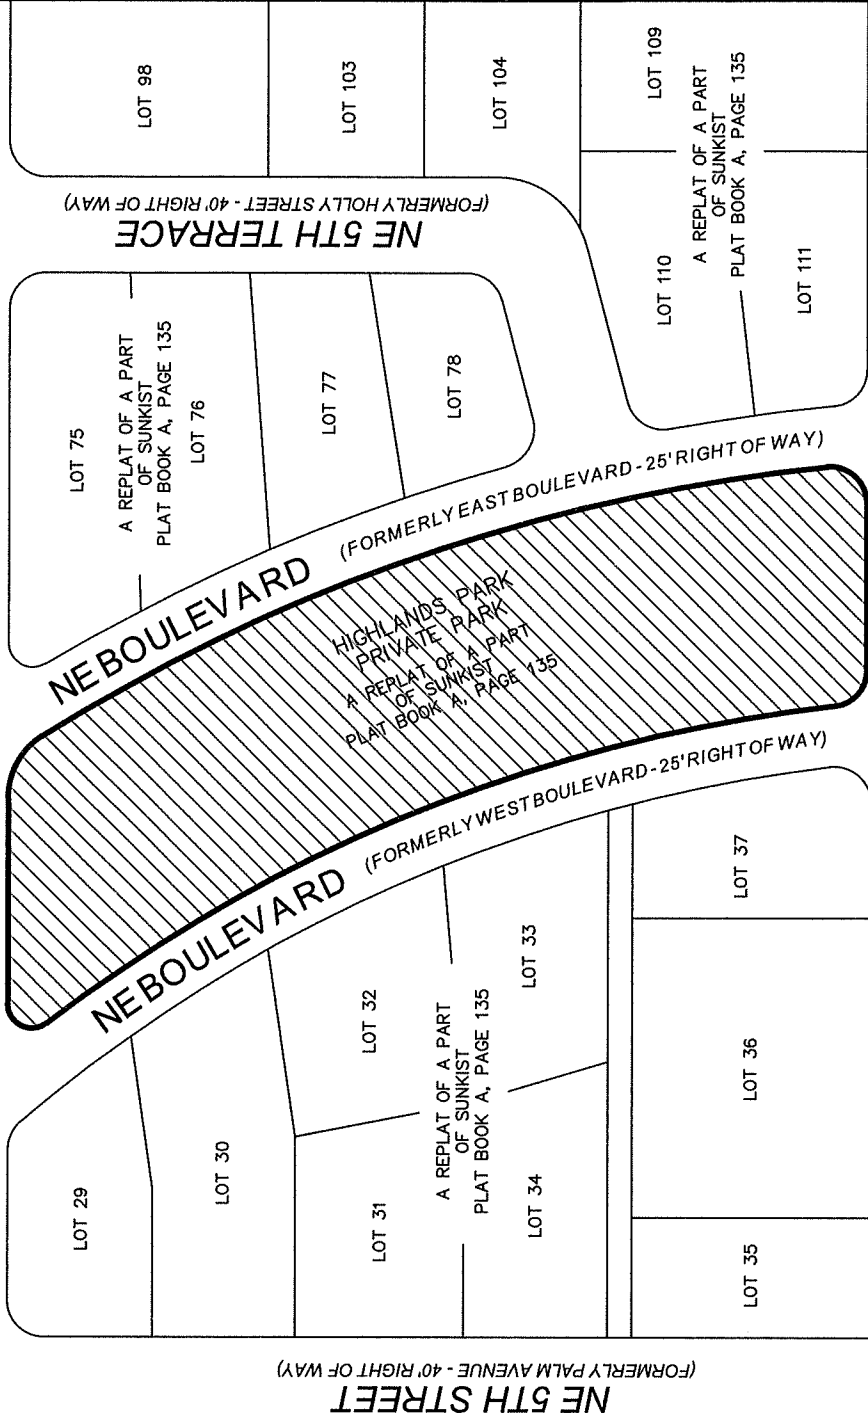 LOT 98
LOT 103
LOT 104
LOT 109
A REPLAT OF A PART
OF SUNKIST
PLAT BOOK A, PAGE 135
LOT 110
LOT 111
NE 5TH TERRACE
(FORMERLY HOLLY STREET - 40' RIGHT OF WAY)
LOT 75
A REPLAT OF A PART
OF SUNKIST
PLAT BOOK A, PAGE 135
LOT 76
LOT 77
LOT 78
NE BOULEVARD
(FORMERLY EAST BOULEVARD - 25' RIGHT OF WAY)
HIGHLANDS PARK
PRIVATE PARK
A REPLAT OF A PART
OF SUNKIST
PLAT BOOK A, PAGE 135
NE BOULEVARD
(FORMERLY WEST BOULEVARD - 25' RIGHT OF WAY)
LOT 29
LOT 30
LOT 32
LOT 33
A REPLAT OF A PART
OF SUNKIST
PLAT BOOK A, PAGE 135
LOT 31
LOT 34
LOT 37
LOT 36
LOT 35
NE 5TH STREET
(FORMERLY PALM AVENUE - 40' RIGHT OF WAY)